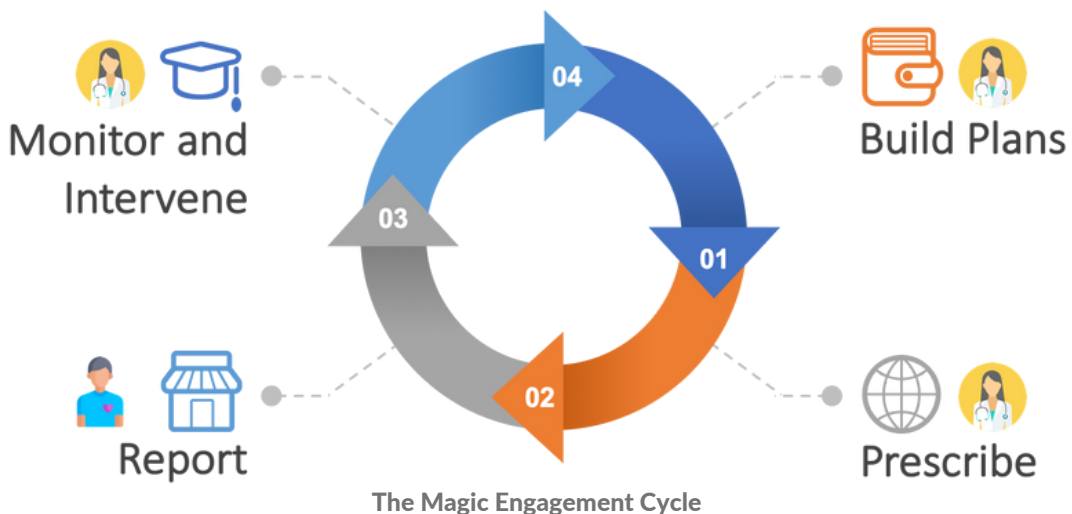 04
Monitor and
Intervene
Build Plans
03
01
02
Report
Prescribe
The Magic Engagement Cycle